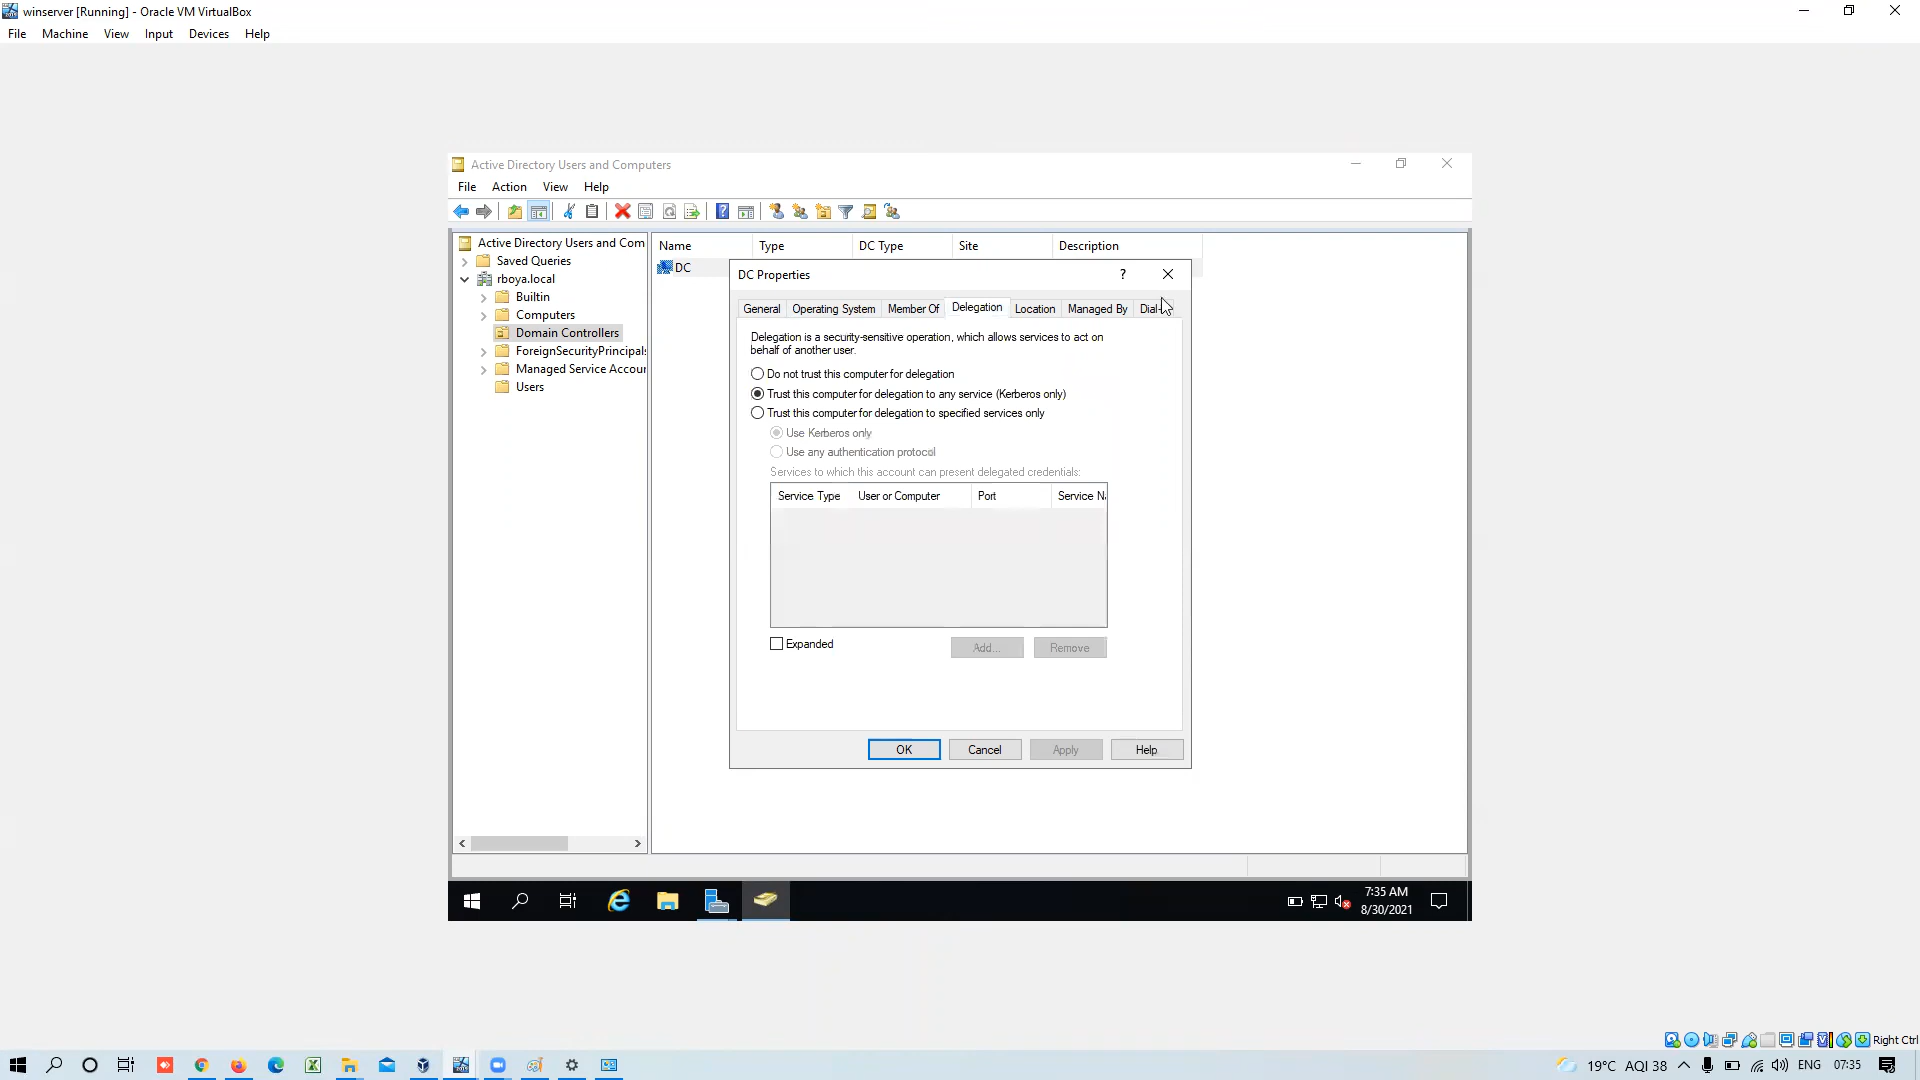 winserver [Running] - Oracle VM VirtualBox
File Machine View Input Devices Help
Active Directory Users and Computers
File Action View Help
Active Directory Users and Com
Saved Queries
rboya.local
Builtin
Computers
Domain Controllers
ForeignSecurityPrincipals
Managed Service Accour
Users
Name Type DC Type Site Description
DC
DC Properties
General Operating System Member Of Delegation Location Managed By
Delegation is a security-sensitive operation, which allows services to act on
behalf of another user.
Do not trust this computer for delegation
Trust this computer for delegation to any service (Kerberos only)
Trust this computer for delegation to specified services only
Use Kerberos only
Use any authentication protocol
Services to which this account can present delegated credentials:
Service Type User or Computer Port Service Na
Expanded
Add... Remove
OK Cancel Apply Help
7:35 AM
8/30/2021
Right Ctrl
19°C AQI 38 ENG 07:35